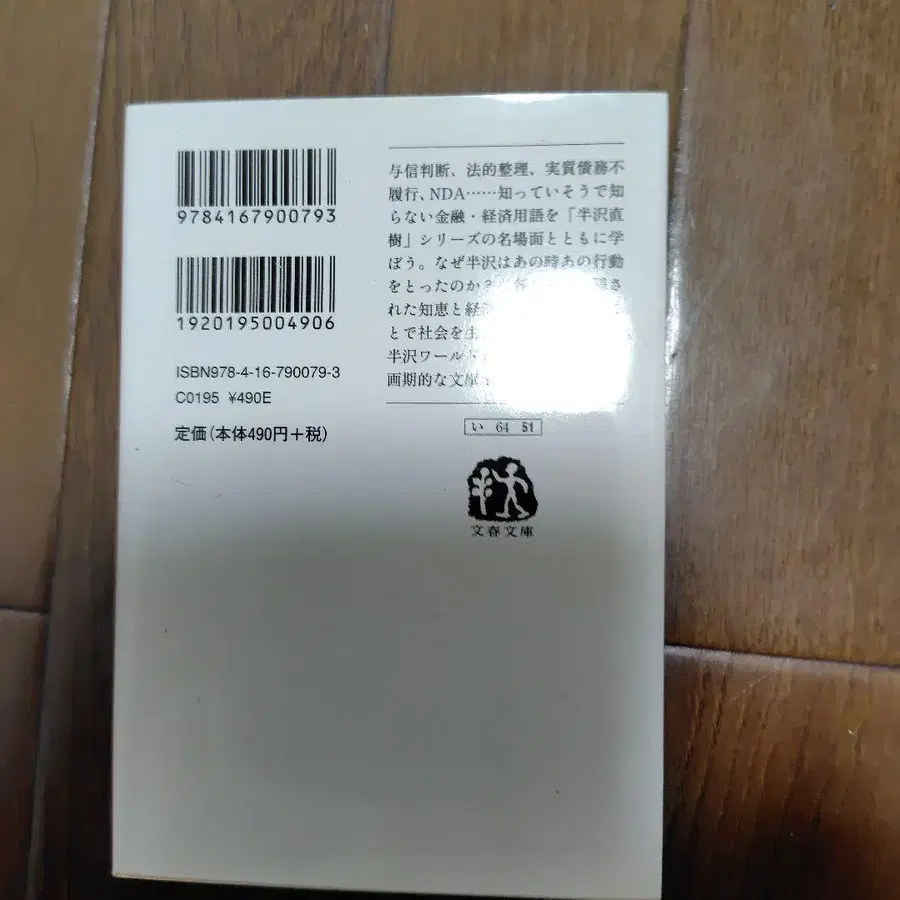 9784167900793
1920195004906
ISBN978-4-16-790079-3
C0195 ¥490E
定価(本体490円+税)
与信判断、法的整理、実質債務不
履行、NDA……知っていそうで知
らない金融・経済用語を「半沢直
樹」シリーズの名場面とともに学
ぼう。なぜ半沢はあの時あの行動
をとったのか?
された知恵と経
とで社会を生
半沢ワールド
画期的な文庫
い 64 51
文春文庫